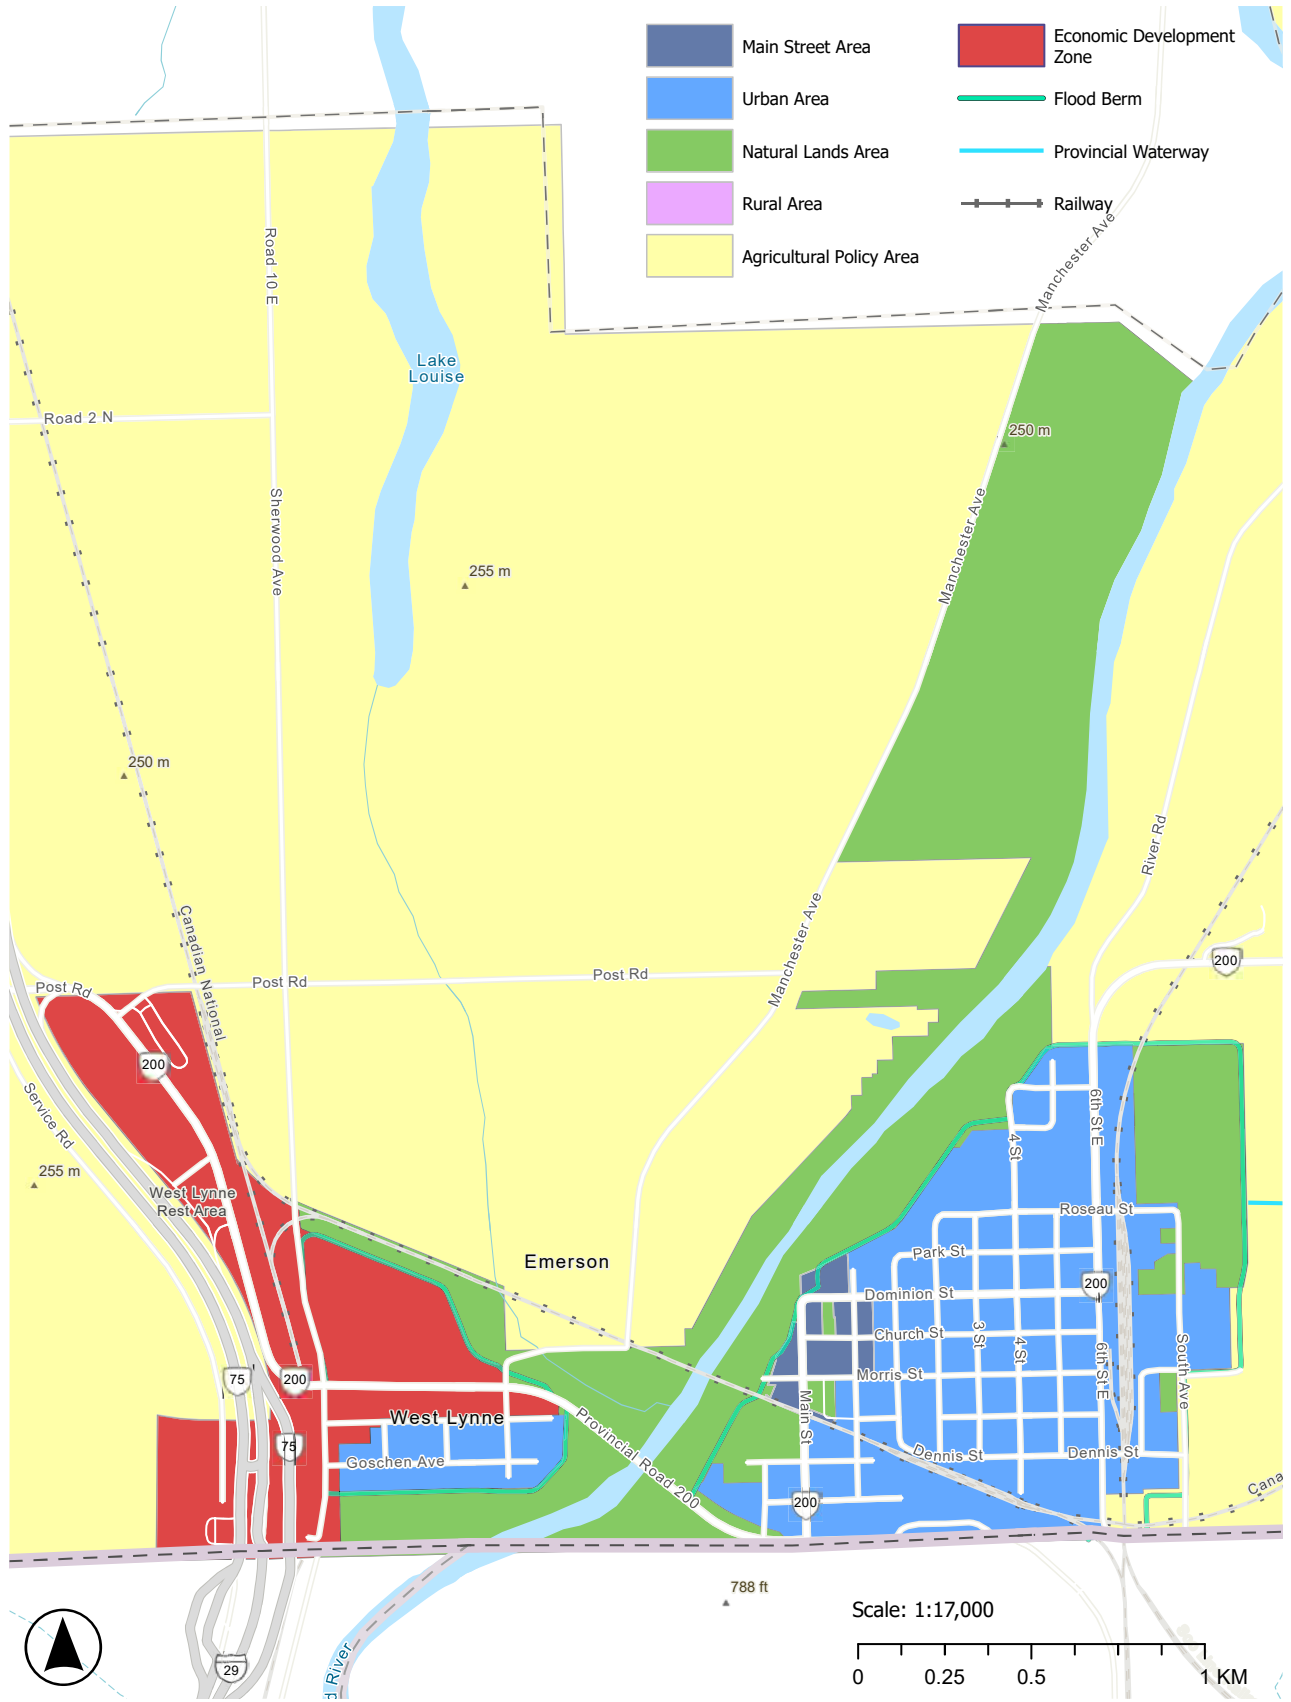 Main Street Area
Urban Area
Natural Lands Area
Rural Area
Agricultural Policy Area
Economic Development
Zone
Flood Berm
Provincial Waterway
Railway
Manchester Ave
Road 10 E
Lake
Louise
Road 2 N
250 m
Sherwood Ave
Manchester Ave
255 m
250 m
River Rd
Canadian National
Manchester Ave
200
Post Rd
Post Rd
Post Rd
200
Service Rd
6th St E
4 St
255 m
West Lynne
Rest Area
Roseau St
Park St
Emerson
200
Dominion St
Church St
3 St
4 St
6th St E
South Ave
Morris St
75
200
Main St
West Lynne
75
Provincial Road 200
Goschen Ave
Dennis St
Dennis St
Cana
200
788 ft
Scale: 1:17,000
0
0.25
0.5
1 KM
29
d River